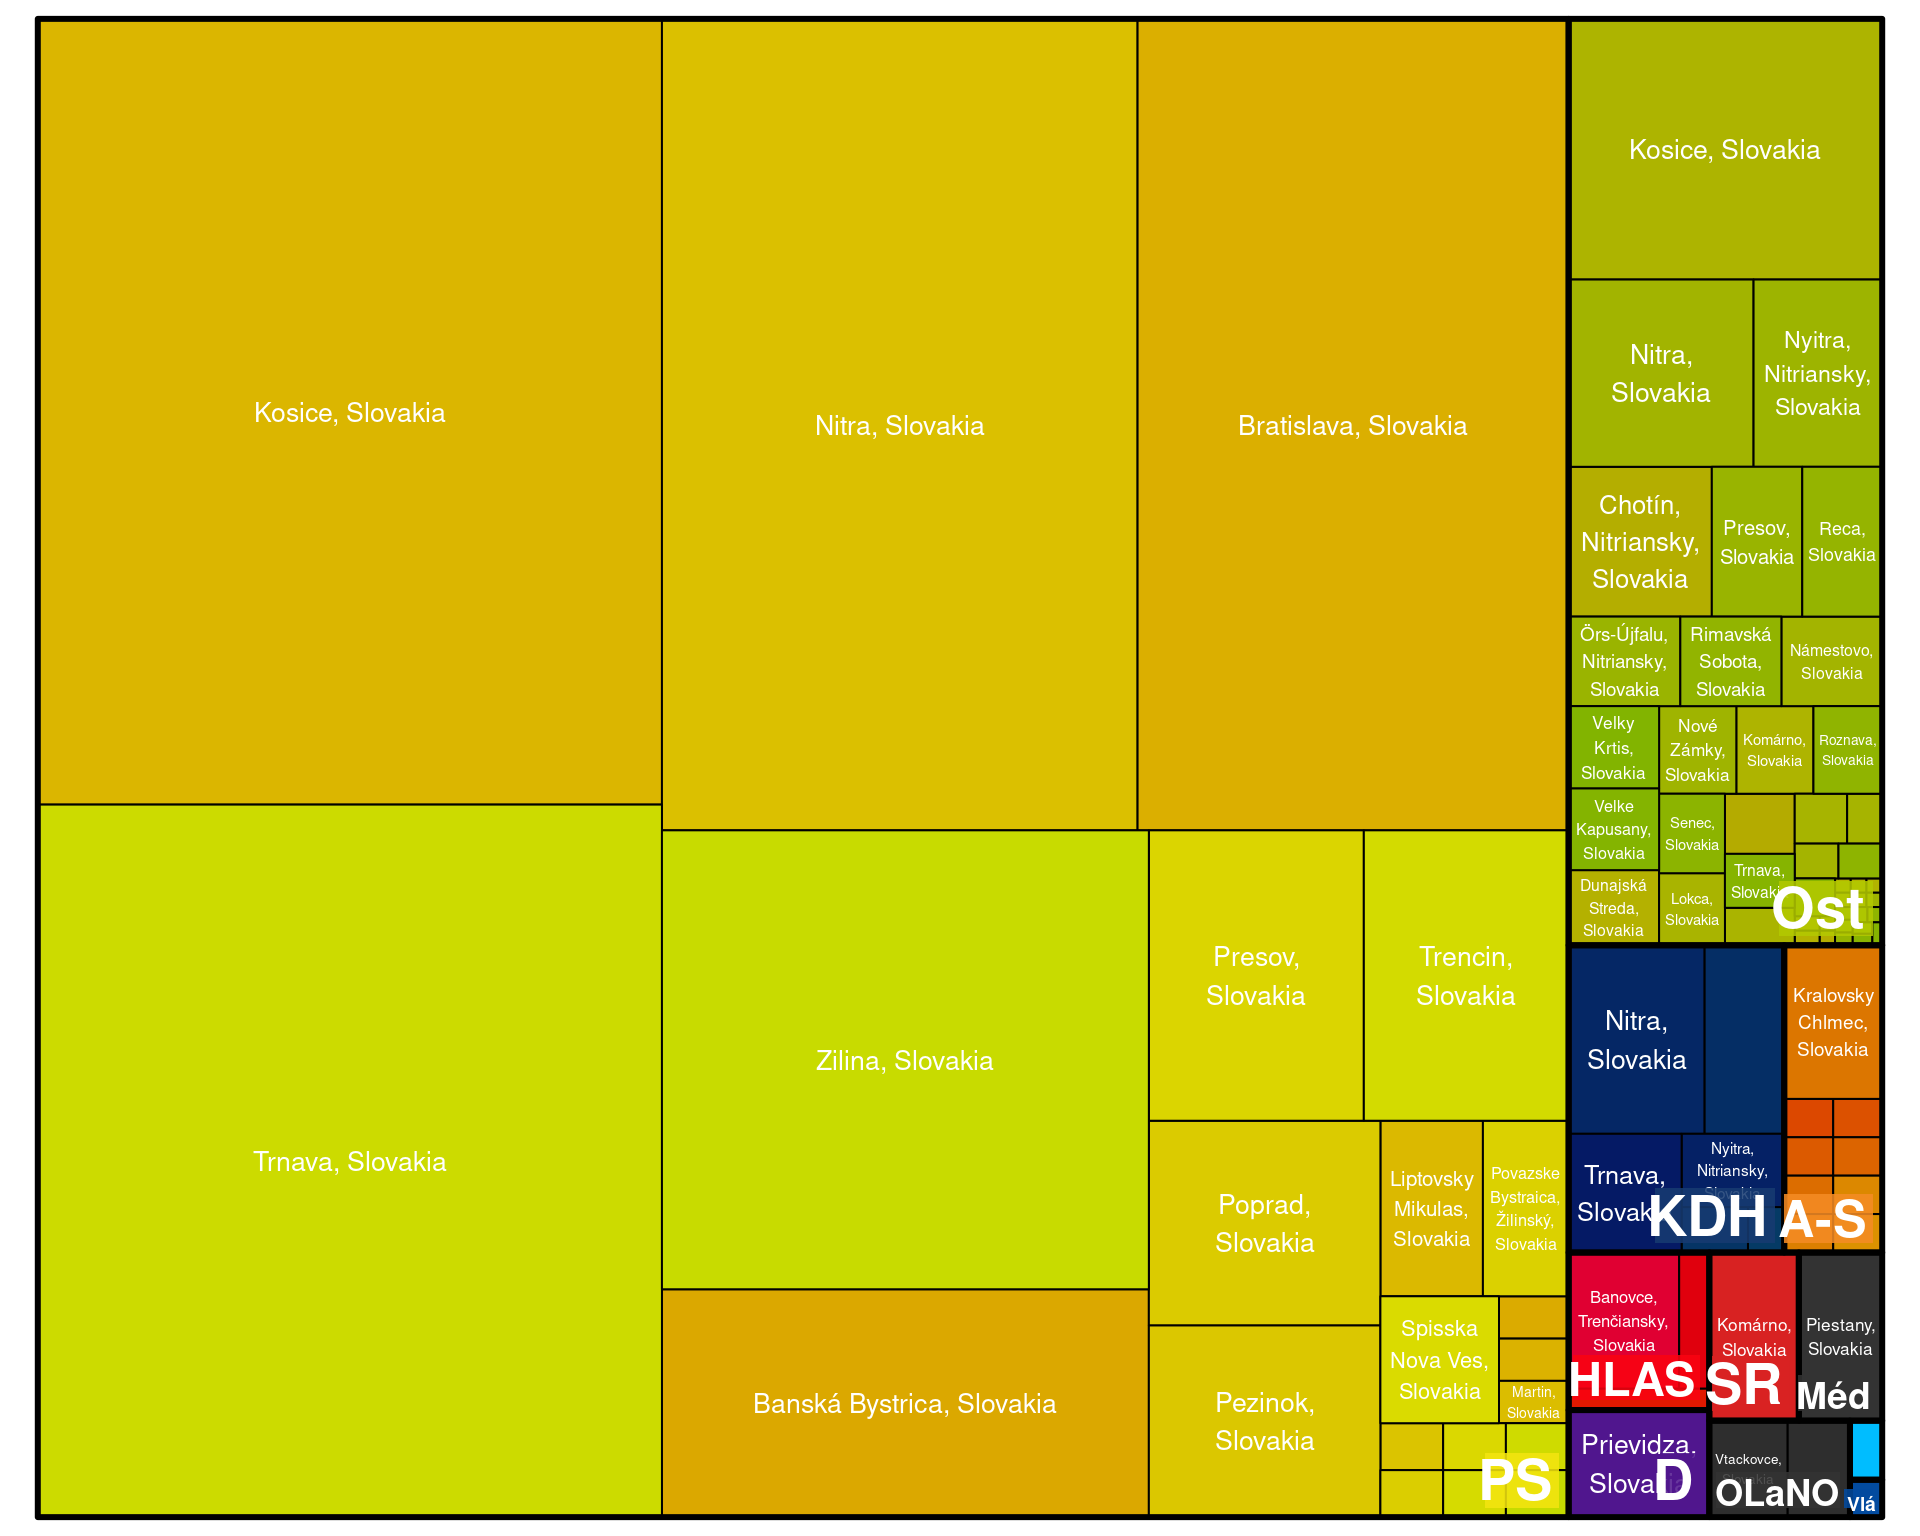 Kosice, Slovakia
Nitra, Slovakia
Bratislava, Slovakia
Trnava, Slovakia
Zilina, Slovakia
Banská Bystrica, Slovakia
Presov,
Slovakia
Trencin,
Slovakia
Poprad,
Slovakia
Liptovsky
Mikulas,
Slovakia
Povazske
Bystraica,
Žilinský,
Slovakia
Pezinok,
Slovakia
Spisska
Nova Ves,
Slovakia
Martin,
Slovakia
PS
Kosice, Slovakia
Nitra,
Slovakia
Nyitra,
Nitriansky,
Slovakia
Chotín,
Nitriansky,
Slovakia
Presov,
Slovakia
Reca,
Slovakia
Örs-Újfalu,
Nitriansky,
Slovakia
Rimavská
Sobota,
Slovakia
Námestovo,
Slovakia
Velky
Krtis,
Slovakia
Nové
Zámky,
Slovakia
Komárno,
Slovakia
Roznava,
Slovakia
Velke
Kapusany,
Slovakia
Senec,
Slovakia
Trnava,
Slovakia
Dunajská
Streda,
Slovakia
Lokca,
Slovakia
Ost
Nitra,
Slovakia
Trnava,
Slovakia
Nyitra,
Nitriansky,
Slovakia
KDH
Kralovsky
Chlmec,
Slovakia
A-S
Banovce,
Trenčiansky,
Slovakia
HLAS
Komárno,
Slovakia
SR
Piestany,
Slovakia
Méd
Prievidza,
Slovakia
D
Vtackovce,
Slovakia
OLaNO
Vlá